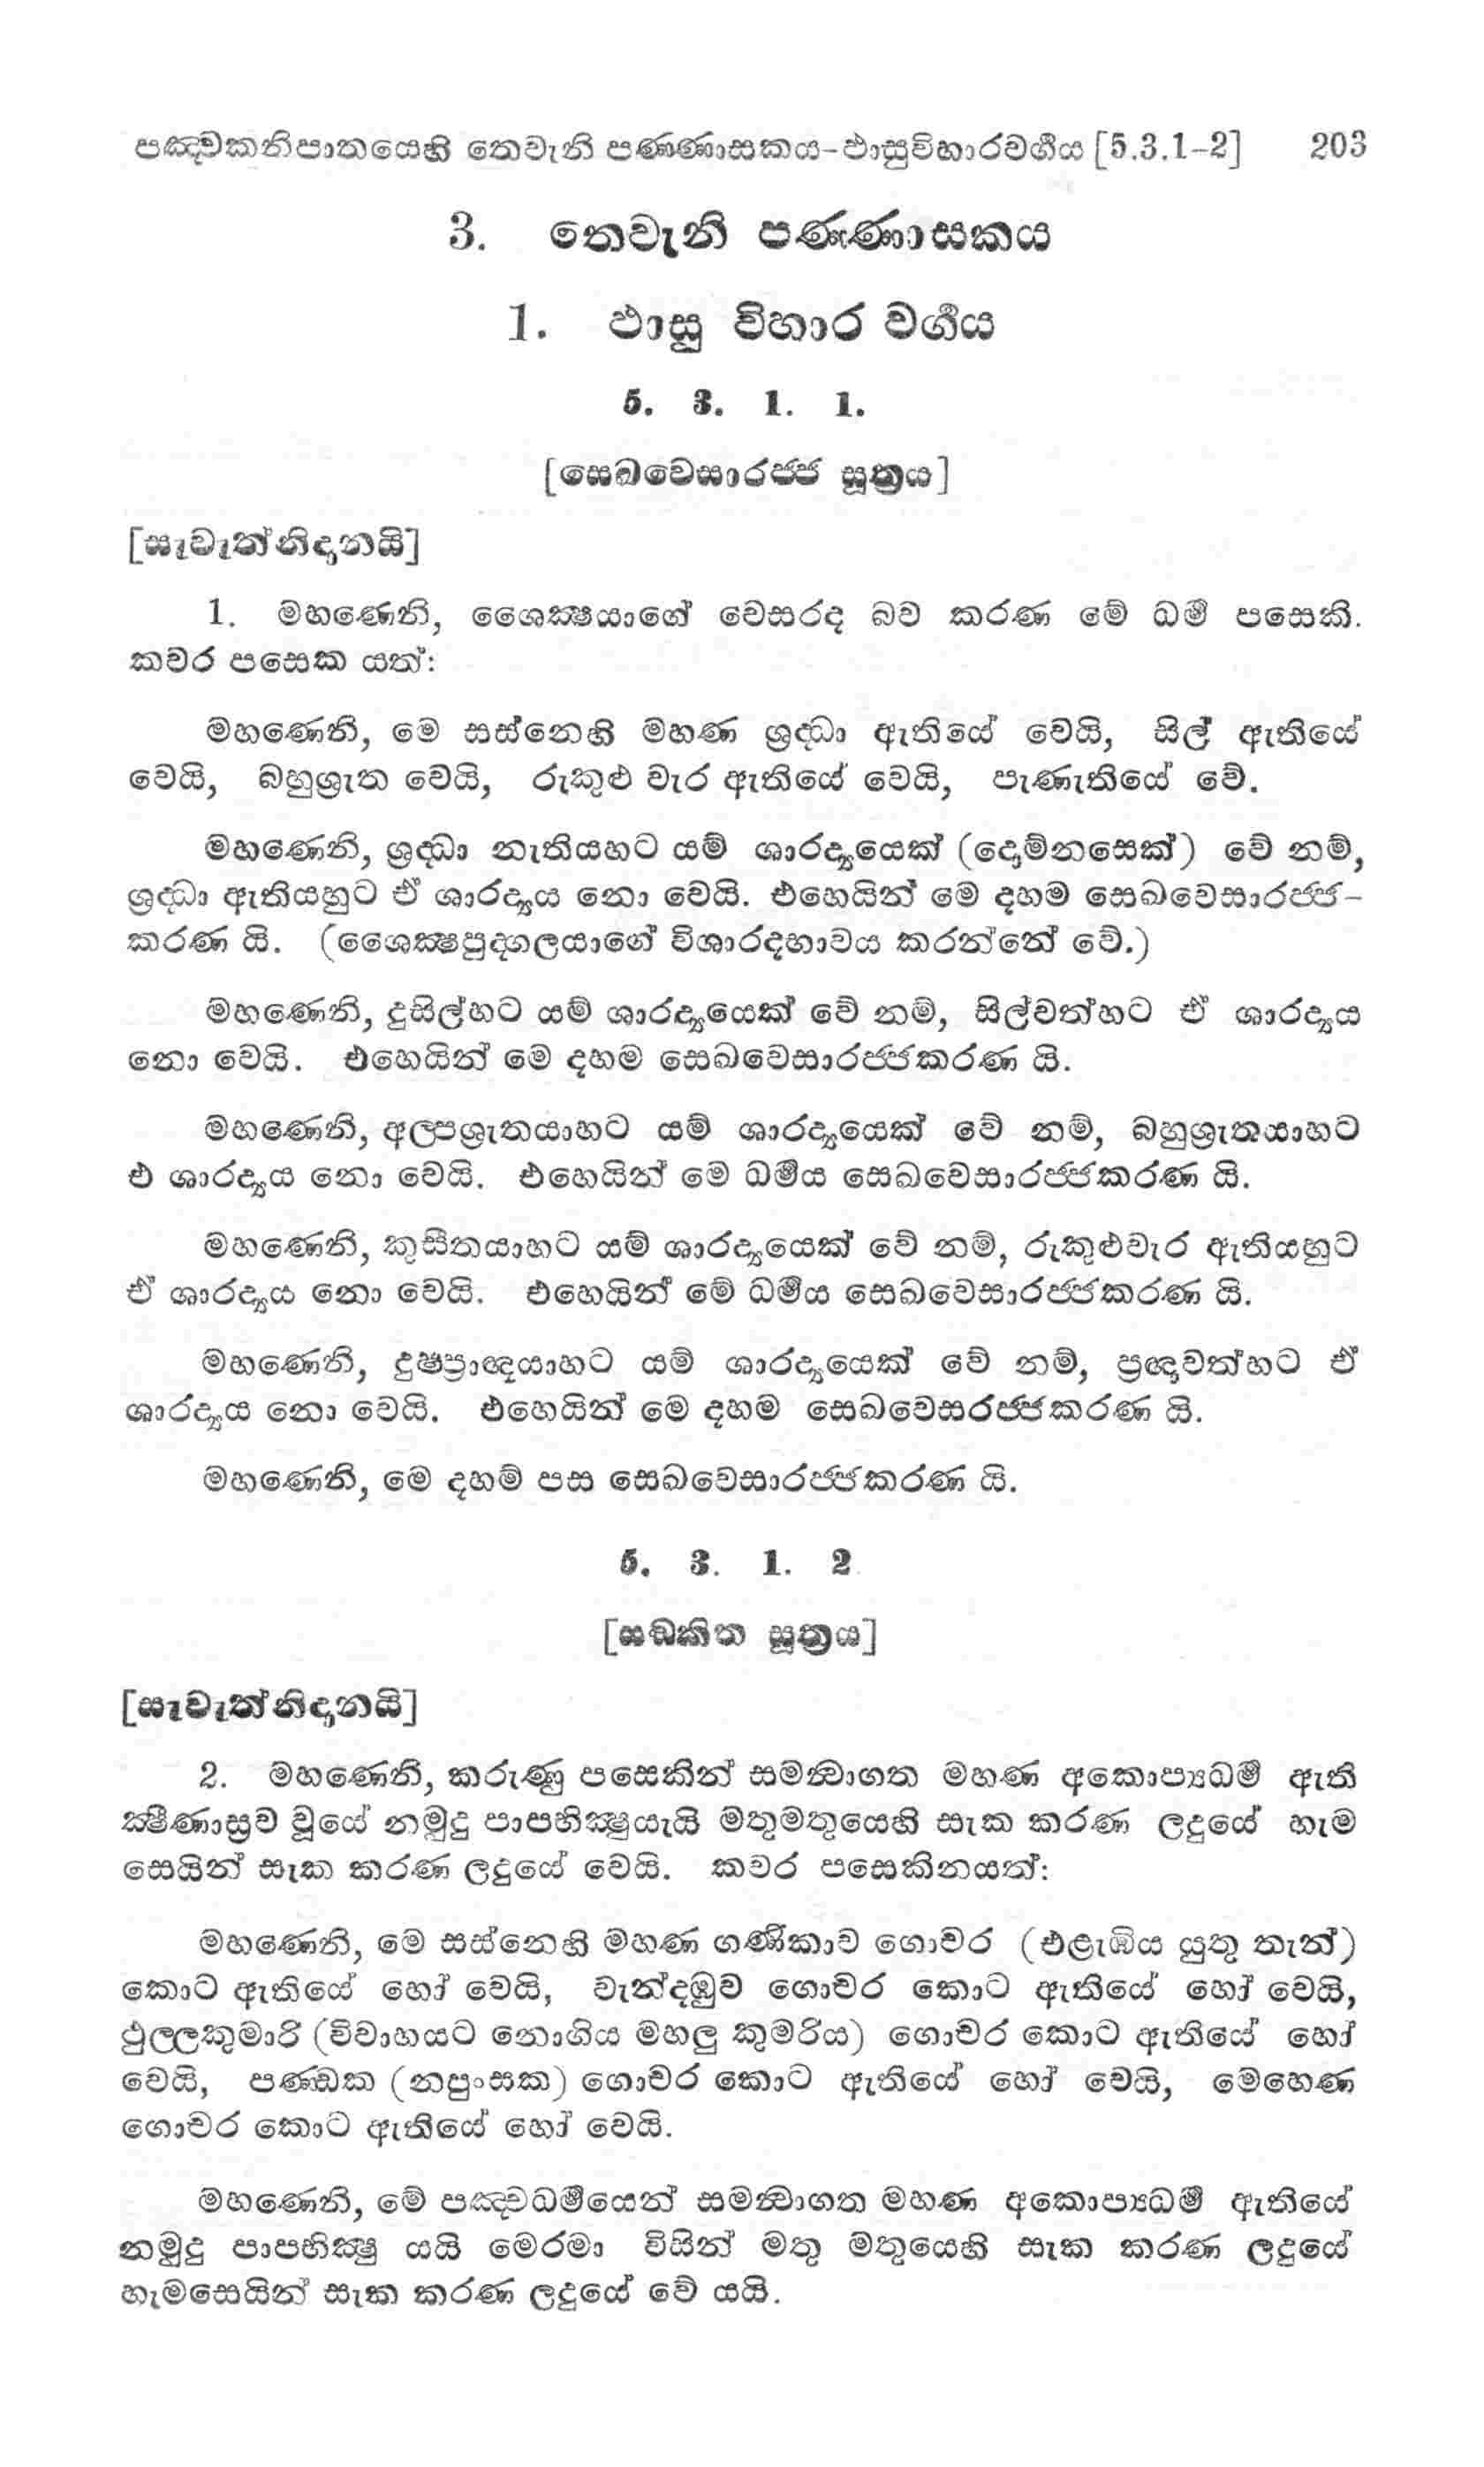 පඤ්චකනිපාතයෙහි තෙවැනි පණ්ණාසකය-ඵාසුවිහාරවර්‍ගය [5.3.1-2] 203
3. තෙවැනි පණ්ණාසකය
1. ඵාසු විහාර වර්‍ගය
5. 3. 1. 1.
[සෙඛවෙසාරජ්ජ සූත්‍රය]
[සැවැත්නිදානයි]
1. මහණෙනි, ශෛක්‍ෂයාගේ වෙසරද බව කරණ මේ ධර්‍ම පසෙකි.
කවර පසෙක යත්:
මහණෙනි, මෙ සස්නෙහි මහණ ශ්‍රද්ධා ඇතියේ වෙයි, සිල් ඇතියේ
වෙයි, බහුශ්‍රැත වෙයි, රුකුළු වැර ඇතියේ වෙයි, පැණැතියේ වේ.
මහණෙනි, ශ්‍රද්ධා නැතියහට යම් ශාරද්‍යයෙක් (දොම්නසෙක්) වේ නම්,
ශ්‍රද්ධා ඇතියහුට ඒ ශාරද්‍යය නො වෙයි. එහෙයින් මෙ දහම සෙඛවෙසාරජ්ජ-
කරණ යි. (ශෛක්‍ෂපුද්ගලයාගේ විශාරදභාවය කරන්නේ වේ.)
මහණෙනි, දුසිල්හට යම් ශාරද්‍යයෙක් වේ නම්, සිල්වත්හට ඒ ශාරද්‍යය
නො වෙයි. එහෙයින් මෙ දහම සෙඛවෙසාරජ්ජකරණ යි.
මහණෙනි, අල්පශ්‍රැතයාහට යම් ශාරද්‍යයෙක් වේ නම්, බහුශ්‍රැතයාහට
එ ශාරද්‍යය නො වෙයි. එහෙයින් මෙ ධර්‍මය සෙඛවෙසාරජ්ජකරණ යි.
මහණෙනි, කුසීතයාහට යම් ශාරද්‍යයෙක් වේ නම්, රුකුළුවැර ඇතියහුට
ඒ ශාරද්‍යය නො වෙයි. එහෙයින් මේ ධර්‍මය සෙඛවෙසාරජ්ජකරණ යි.
මහණෙනි, දුෂ්ප්‍රාඥයාහට යම් ශාරද්‍යයෙක් වේ නම්, ප්‍රඥාවත්හට ඒ
ශාරද්‍යය නො වෙයි. එහෙයින් මෙ දහම සෙඛවෙසරජ්ජකරණ යි.
මහණෙනි, මෙ දහම් පස සෙඛවෙසාරජ්ජකරණ යි.
5. 3. 1. 2
[සඞ්කිත සූත්‍රය]
[සැවැත්නිදානයි]
2. මහණෙනි, කරුණු පසෙකින් සමන්‍වාගත මහණ අකොප්‍යධර්‍ම ඇති
ක්‍ෂීණාස්‍රව වූයේ නමුදු පාපභික්‍ෂුයැයි මතුමතුයෙහි සැක කරණ ලදුයේ හැම
සෙයින් සැක කරණ ලදුයේ වෙයි. කවර පසෙකිනයත්:
මහණෙනි, මෙ සස්නෙහි මහණ ගණිකාව ගොචර (එළැඹිය යුතු තැන්)
කොට ඇතියේ හෝ වෙයි, වැන්දඹුව ගොචර කොට ඇතියේ හෝ වෙයි,
ථුල්ලකුමාරි (විවාහයට නොගිය මහලු කුමරිය) ගොචර කොට ඇතියේ හෝ
වෙයි, පණ්ඩක (නපුංසක) ගොචර කොට ඇතියේ හෝ වෙයි, මෙහෙණ
ගොචර කොට ඇතියේ හෝ වෙයි.
මහණෙනි, මේ පඤ්චධර්‍මයෙන් සමන්‍වාගත මහණ අකොප්‍යධර්‍ම ඇතියේ
නමුදු පාපභික්‍ෂු යයි මෙරමා විසින් මතු මතුයෙහි සැක කරණ ලදුයේ
හැමසෙයින් සැක කරණ ලදුයේ වේ යයි.